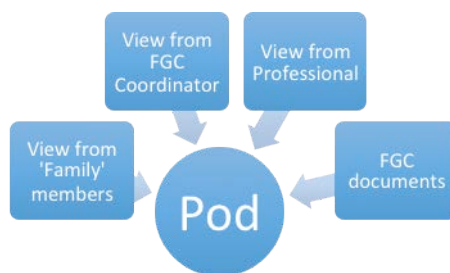 View from
FGC
Coordinator
View from
Professional
View from
'Family'
members
FGC
documents
Pod